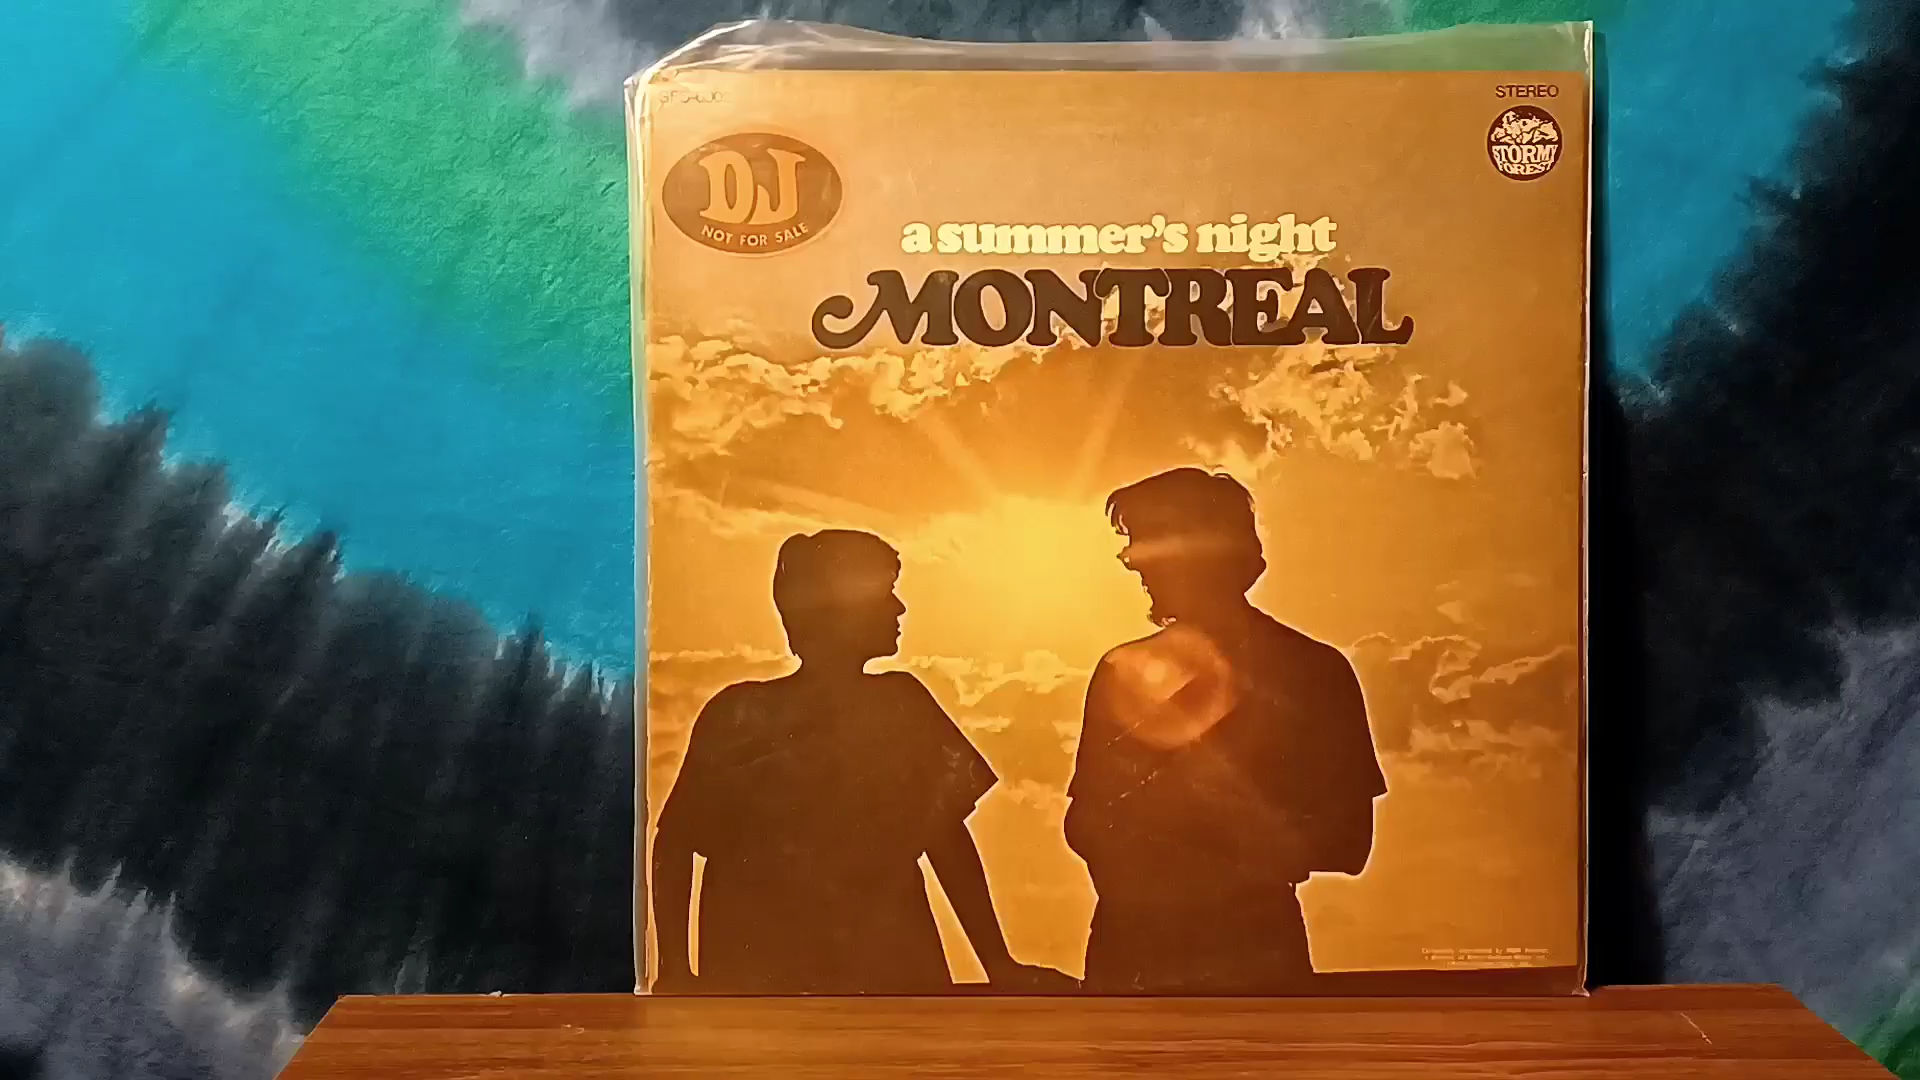 STEREO
DJ
NOT FOR SALE
STORMY
FOREST
a summer's night
MONTREAL